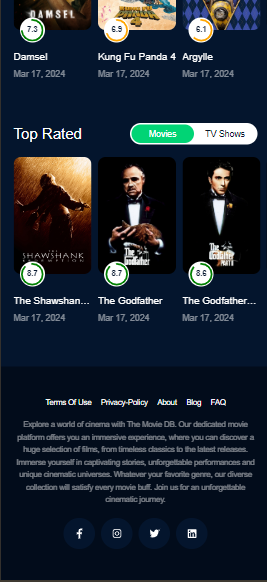 DAMSEL
7.3
6.9
6.1
Damsel
Kung Fu Panda 4
Argylle
Mar 17, 2024
Mar 17, 2024
Mar 17, 2024
Top Rated
Movies
TV Shows
SHAWSHANK
REDEMPTION
The Godfather
The Godfather
PART II
8.7
8.7
8.6
The Shawshan...
The Godfather
The Godfather...
Mar 17, 2024
Mar 17, 2024
Mar 17, 2024
Terms Of Use
Privacy-Policy
About
Blog
FAQ
Explore a world of cinema with The Movie DB. Our dedicated movie
platform offers you an immersive experience, where you can discover a
huge selection of films, from timeless classics to the latest releases.
Immerse yourself in captivating stories, unforgettable performances and
unique cinematic universes. Whatever your favorite genre, our diverse
collection will satisfy every movie buff. Join us for an unforgettable
cinematic journey.